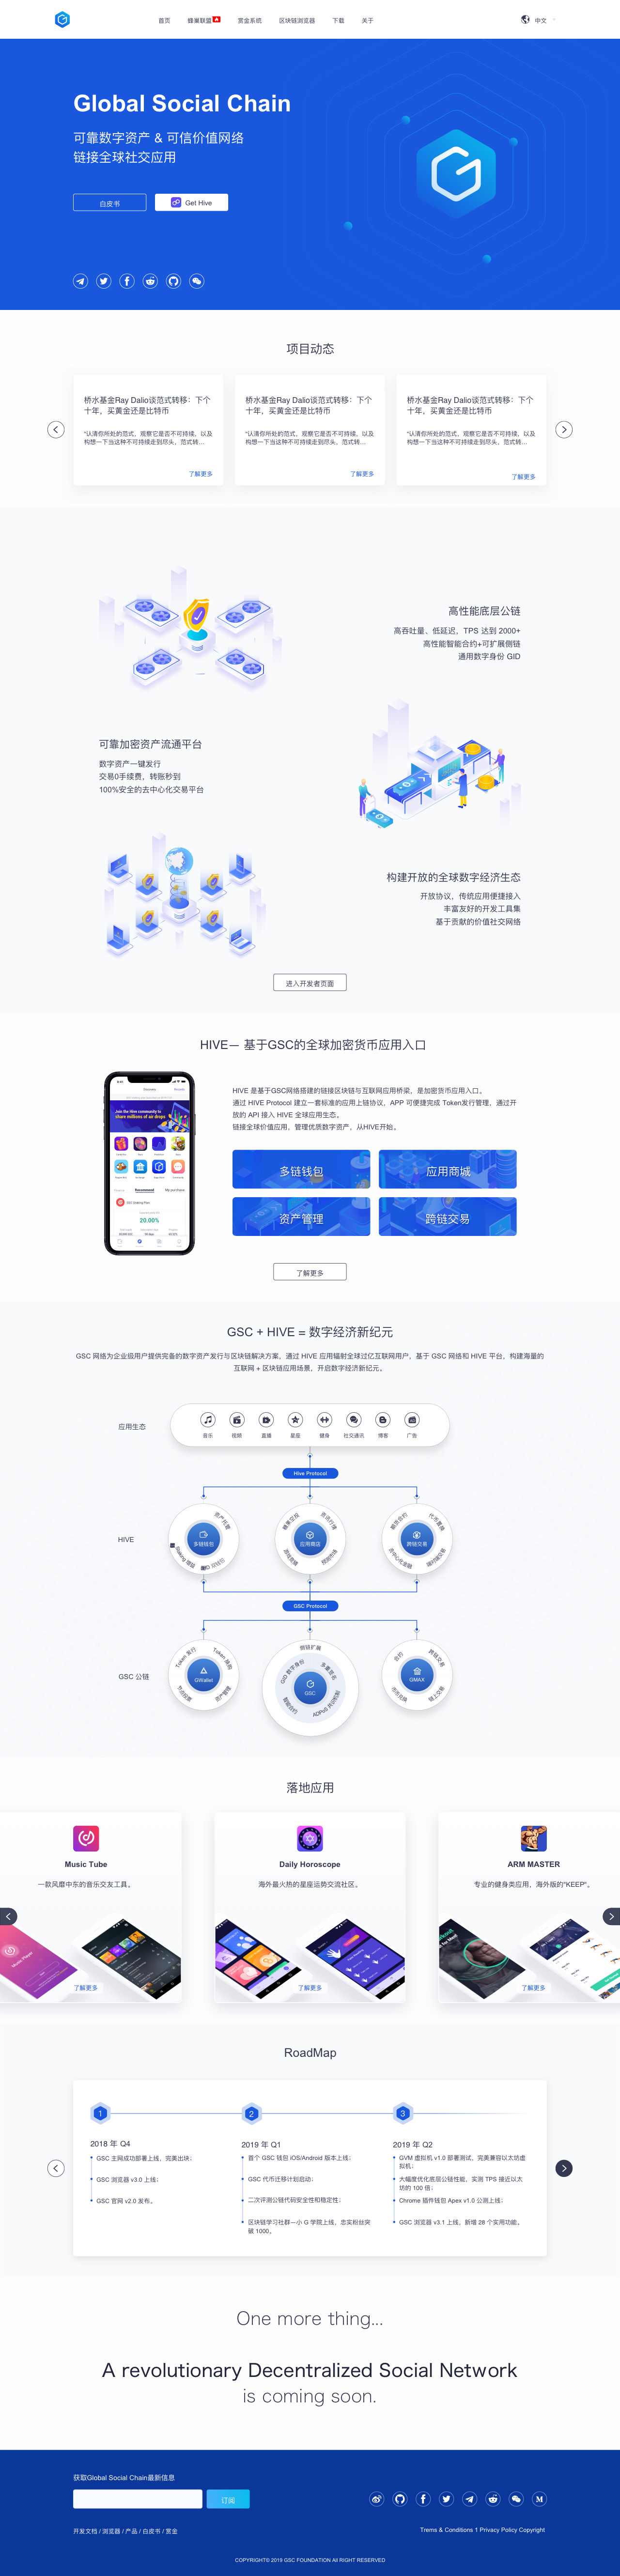 首页 蜂巢联盟 赏金系统 区块链浏览器 下载 关于 中文
Global Social Chain
可靠数字资产 & 可信价值网络
链接全球社交应用
白皮书 Get Hive
项目动态
桥水基金Ray Dalio谈范式转移：下个
十年，买黄金还是比特币
“认清你所处的范式，观察它是否不可持续，以及
构想一下当这种不可持续走到尽头，范式转...
了解更多
桥水基金Ray Dalio谈范式转移：下个
十年，买黄金还是比特币
“认清你所处的范式，观察它是否不可持续，以及
构想一下当这种不可持续走到尽头，范式转....
了解更多
桥水基金Ray Dalio谈范式转移：下个
十年，买黄金还是比特币
“认清你所处的范式，观察它是否不可持续，以及
构想一下当这种不可持续走到尽头，范式转...
了解更多
高性能底层公链
高吞吐量、低延迟，TPS 达到 2000+
高性能智能合约+可扩展侧链
通用数字身份 GID
可靠加密资产流通平台
数字资产一键发行
交易0手续费，转账秒到
100%安全的去中心化交易平台
构建开放的全球数字经济生态
开放协议，传统应用便捷接入
丰富友好的开发工具集
基于贡献的价值社交网络
进入开发者页面
HIVE— 基于GSC的全球加密货币应用入口
HIVE 是基于GSC网络搭建的链接区块链与互联网应用桥梁，是加密货币应用入口。
通过 HIVE Protocol 建立一套标准的应用上链协议，APP 可便捷完成 Token发行管理，通过开
放的 API 接入 HIVE 全球应用生态。
链接全球价值应用，管理优质数字资产，从HIVE开始。
Join the Hive community to
share millions of air drops
Recommend My purchase
20.00%
多链钱包 应用商城
资产管理 跨链交易
了解更多
GSC + HIVE = 数字经济新纪元
GSC 网络为企业级用户提供完备的数字资产发行与区块链解决方案，通过 HIVE 应用辐射全球过亿互联网用户，基于 GSC 网络和 HIVE 平台，构建海量的
互联网 + 区块链应用场景，开启数字经济新纪元。
应用生态
音乐 视频 直播 星座 健身 社交通讯 博客 广告
Hive Protocol
HIVE
多链钱包 应用商店 跨链交易
GSC Protocol
GSC 公链
侧链扩展
GWallet GSC GMAX
落地应用
Music Tube
一款风靡中东的音乐交友工具。
了解更多
Daily Horoscope
海外最火热的星座运势交流社区。
了解更多
ARM MASTER
专业的健身类应用，海外版的“KEEP”。
了解更多
RoadMap
1 2 3
2018 年 Q4
GSC 主网成功部署上线，完美出块；
GSC 浏览器 v3.0 上线；
GSC 官网 v2.0 发布。
2019 年 Q1
首个 GSC 钱包 iOS/Android 版本上线；
GSC 代币迁移计划启动；
二次评测公链代码安全性和稳定性；
区块链学习社群—小 G 学院上线，忠实粉丝突
破 1000。
2019 年 Q2
GVM 虚拟机 v1.0 部署测试，完美兼容以太坊虚
拟机；
大幅度优化底层公链性能，实测 TPS 接近以太
坊的 100 倍；
Chrome 插件钱包 Apex v1.0 公测上线；
GSC 浏览器 v3.1 上线，新增 28 个实用功能。
One more thing...
A revolutionary Decentralized Social Network
is coming soon.
获取Global Social Chain最新信息
订阅
开发文档 / 浏览器 / 产品 / 白皮书 / 赏金
Trems & Conditions 1 Privacy Policy Copyright
COPYRIGHT© 2019 GSC FOUNDATION All RIGHT RESERVED